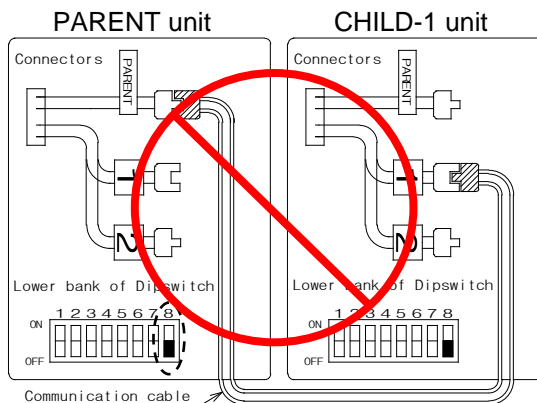 PARENT unit
CHILD-1 unit
Connectors
PARENT
1
2
Lower bank of Dipswitch
1 2 3 4 5 6 7 8
ON
OFF
Connectors
PARENT
1
2
Lower bank of Dipswitch
1 2 3 4 5 6 7 8
ON
OFF
Communication cable